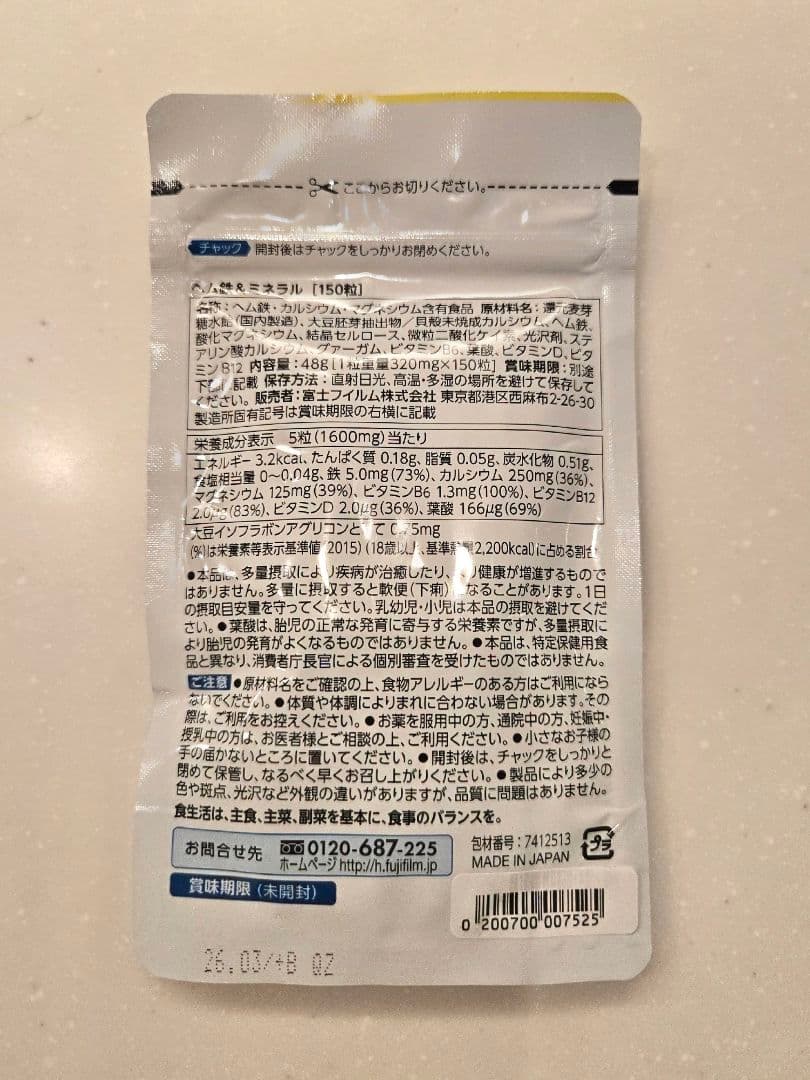 ここからお切りください。
チャック 開封後はチャックをしっかりお閉めください。
ヘム鉄&ミネラル [150粒]
名称:ヘム鉄・カルシウム・マグネシウム含有食品 原材料名:還元麦芽
糖水飴(国内製造)、大豆胚芽抽出物/貝殻未焼成カルシウム、ヘム鉄、
酸化マグネシウム、結晶セルロース、微粒二酸化ケイ素、光沢剤、ステ
アリン酸カルシウム、グァーガム、ビタミンB6、葉酸、ビタミンD、ビタ
ミンB12 内容量:48g[1粒重量320mg×150粒] 賞味期限:別途
下部に記載 保存方法:直射日光、高温・多湿の場所を避けて保存して
ください。 販売者:富士フイルム株式会社 東京都港区西麻布2-26-30
製造所固有記号は賞味期限の右横に記載
栄養成分表示 5粒(1600mg)当たり
エネルギー 3.2kcal、たんぱく質 0.18g、脂質 0.05g、炭水化物 0.51g、
食塩相当量 0〜0.04g、鉄 5.0mg(73%)、カルシウム 250mg(36%)、
マグネシウム 125mg(39%)、ビタミンB6 1.3mg(100%)、ビタミンB12
2.0μg(83%)、ビタミンD 2.0μg(36%)、葉酸 166μg(69%)
大豆イソフラボンアグリコンとして 0.75mg
(%)は栄養素等表示基準値(2015)(18歳以上、基準熱量2,200kcal)に占める割合
●本品は、多量摂取により疾病が治癒したり、より健康が増進するもので
はありません。多量に摂取すると軟便(下痢)になることがあります。1日
の摂取目安量を守ってください。乳幼児・小児は本品の摂取を避けてくだ
さい。●葉酸は、胎児の正常な発育に寄与する栄養素ですが、多量摂取に
より胎児の発育がよくなるものではありません。●本品は、特定保健用食
品と異なり、消費者庁長官による個別審査を受けたものではありません。
ご注意 ●原材料名をご確認の上、食物アレルギーのある方はご利用になら
ないでください。●体質や体調によりまれに合わない場合があります。その
際は、ご利用をお控えください。●お薬を服用中の方、通院中の方、妊娠中・
授乳中の方は、お医者様とご相談の上、ご利用ください。●小さなお子様の
手の届かないところに置いてください。●開封後は、チャックをしっかりと
閉めて保管し、なるべく早くお召し上がりください。●製品により多少の
色や斑点、光沢など外観の違いがありますが、品質に問題はありません。
食生活は、主食、主菜、副菜を基本に、食事のバランスを。
お問合せ先 0120-687-225
ホームページ http://h.fujifilm.jp
包材番号:7412513
MADE IN JAPAN
プラ
賞味期限(未開封)
0 200700 007525
26.03/+B QZ